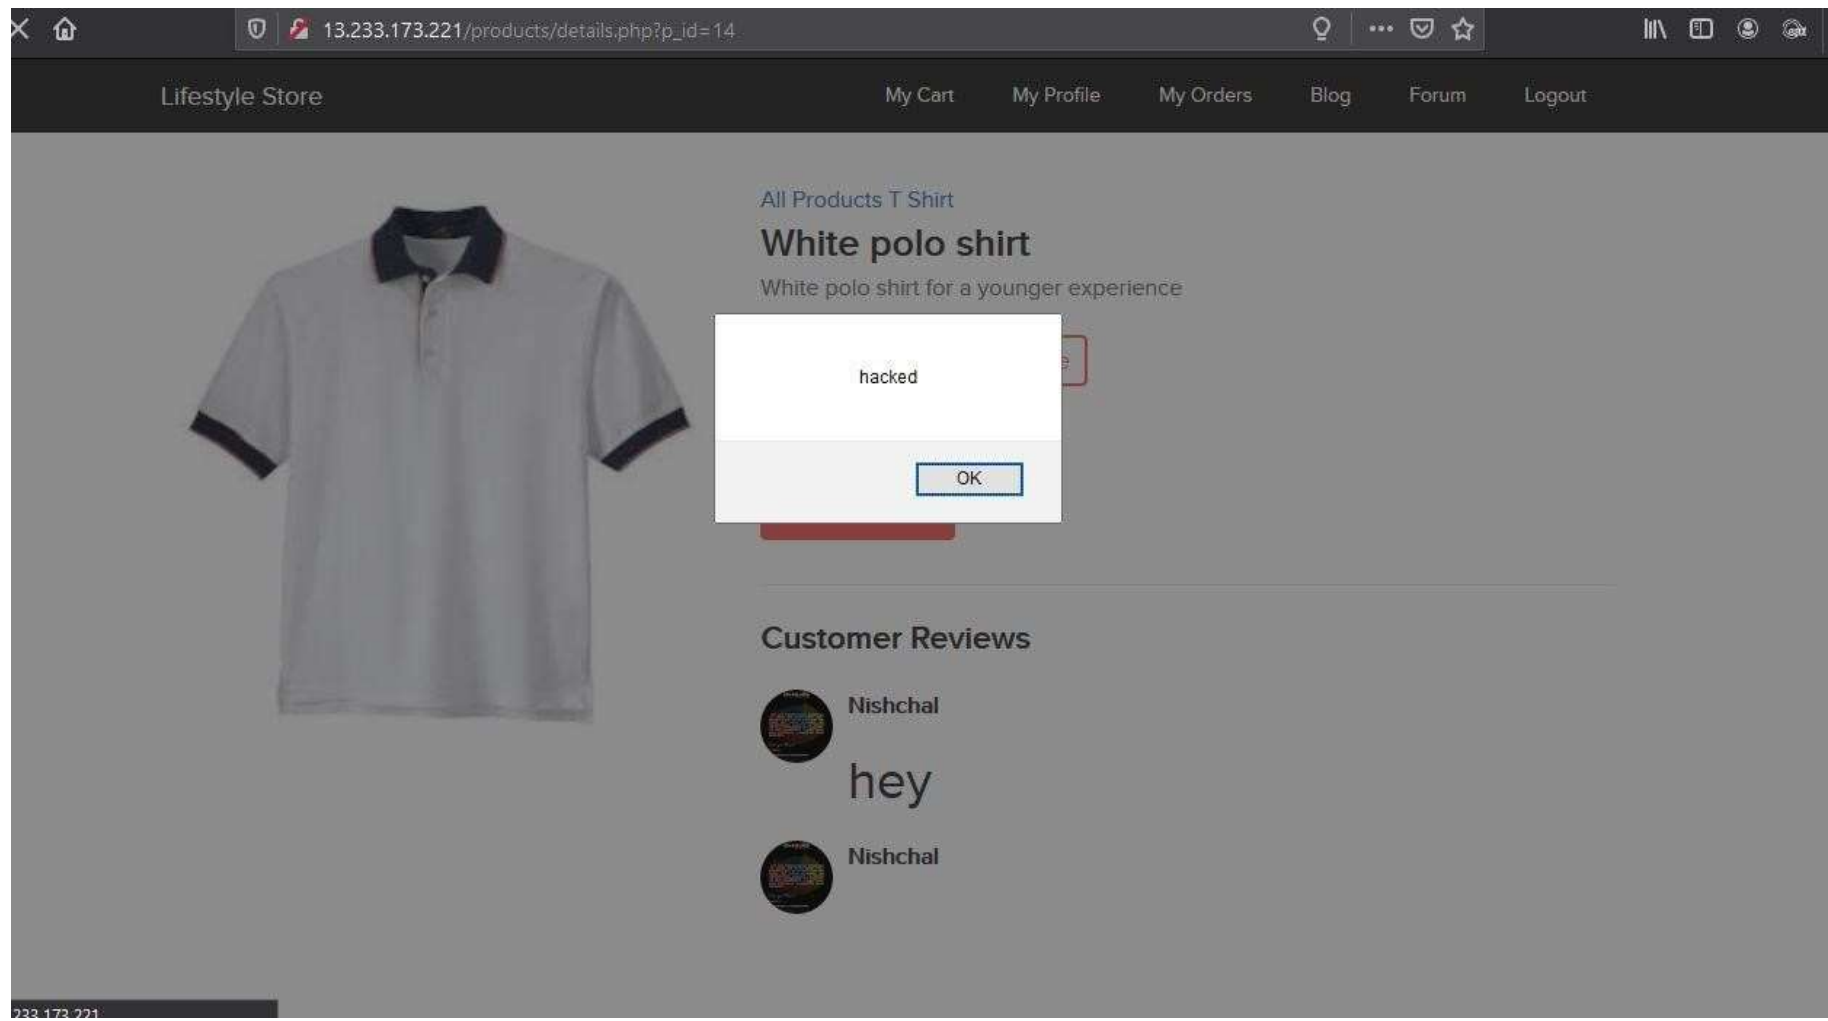 13.233.173.221/products/details.php?p_id=14
Lifestyle Store
My Cart
My Profile
My Orders
Blog
Forum
Logout
All Products T Shirt
White polo shirt
White polo shirt for a younger experience
hacked
OK
Customer Reviews
Nishchal
hey
Nishchal
233.173.221